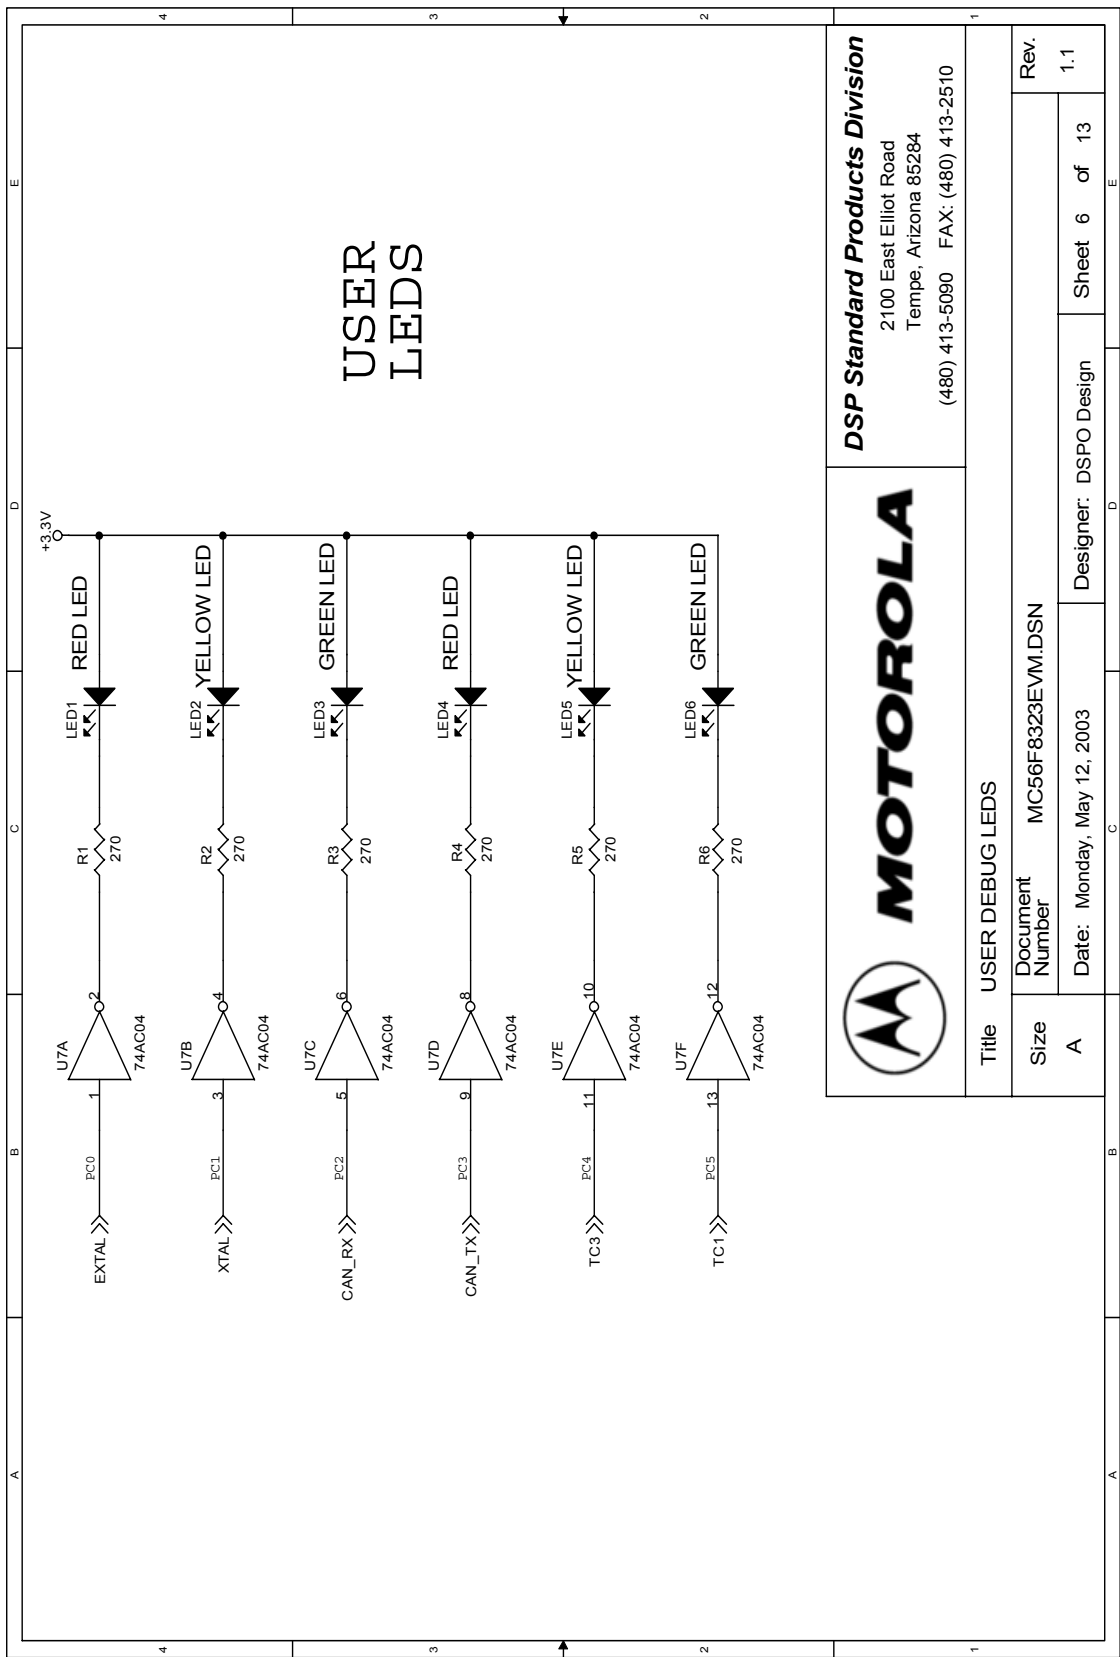 A
B
C
D
E
4
3
2
1
+3.3V
EXTAL
PC0
1
U7A
2
74AC04
R1
270
LED1
RED LED
XTAL
PC1
3
U7B
4
74AC04
R2
270
LED2
YELLOW LED
CAN_RX
PC2
5
U7C
6
74AC04
R3
270
LED3
GREEN LED
CAN_TX
PC3
9
U7D
8
74AC04
R4
270
LED4
RED LED
TC3
PC4
11
U7E
10
74AC04
R5
270
LED5
YELLOW LED
TC1
PC5
13
U7F
12
74AC04
R6
270
LED6
GREEN LED
USER
LEDS
MOTOROLA
DSP Standard Products Division
2100 East Elliot Road
Tempe, Arizona 85284
(480) 413-5090 FAX: (480) 413-2510
Title USER DEBUG LEDS
Size
A
Document
Number
MC56F8323EVM.DSN
Rev.
1.1
Date: Monday, May 12, 2003
Designer: DSPO Design
Sheet 6 of 13
4
3
2
1
A
B
C
D
E